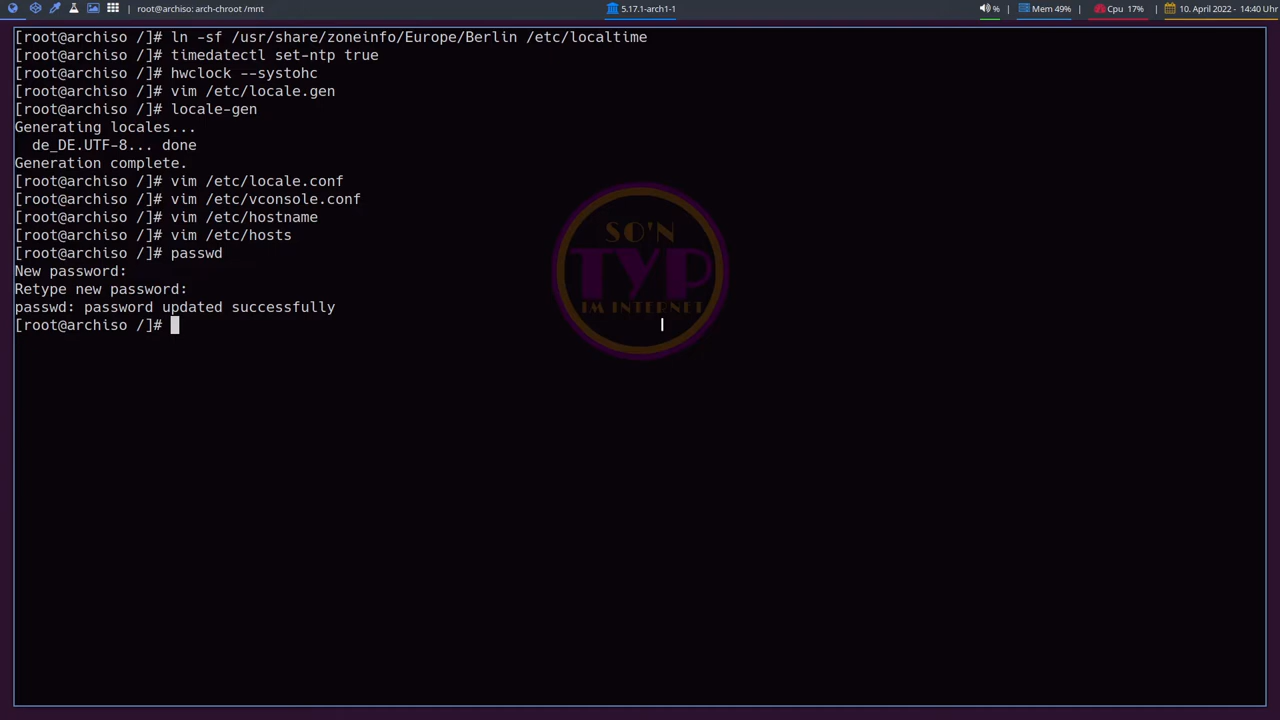 root@archiso: arch-chroot /mnt
5.17.1-arch1-1
% | Mem 49% | Cpu 17% | 10. April 2022 - 14:40 Uhr
[root@archiso /]# ln -sf /usr/share/zoneinfo/Europe/Berlin /etc/localtime
[root@archiso /]# timedatectl set-ntp true
[root@archiso /]# hwclock --systohc
[root@archiso /]# vim /etc/locale.gen
[root@archiso /]# locale-gen
Generating locales...
  de_DE.UTF-8... done
Generation complete.
[root@archiso /]# vim /etc/locale.conf
[root@archiso /]# vim /etc/vconsole.conf
[root@archiso /]# vim /etc/hostname
[root@archiso /]# vim /etc/hosts
[root@archiso /]# passwd
New password:
Retype new password:
passwd: password updated successfully
[root@archiso /]#
SO'N
TYP
IM INTERNET